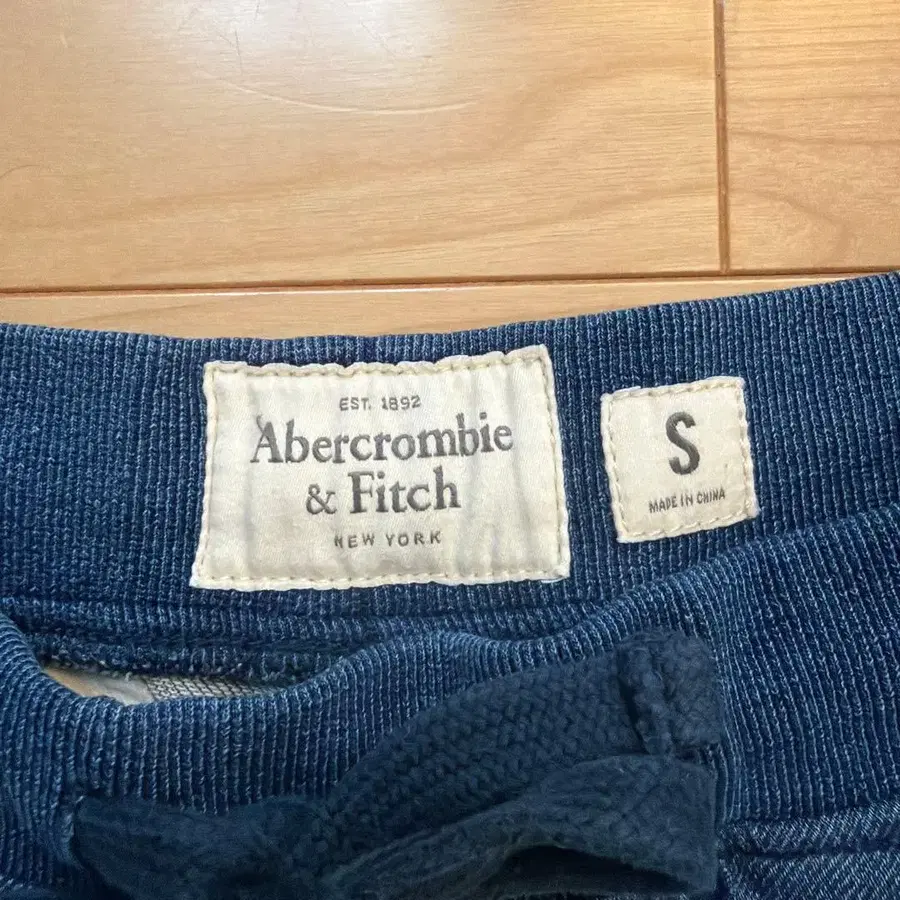 EST. 1892
Abercrombie
& Fitch
NEW YORK
S
MADE IN CHINA